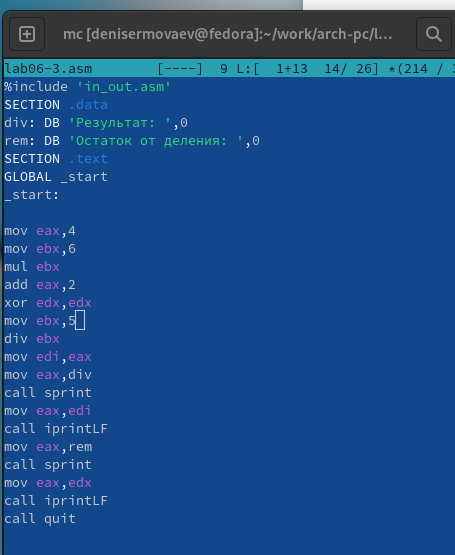 mc [denisermovaev@fedora]:~/work/arch-pc/l...
lab06-3.asm [----] 9 L:[ 1+13 14/ 26] *(214 /
%include 'in_out.asm'
SECTION .data
div: DB 'Результат: ',0
rem: DB 'Остаток от деления: ',0
SECTION .text
GLOBAL _start
_start:
mov eax,4
mov ebx,6
mul ebx
add eax,2
xor edx,edx
mov ebx,5
div ebx
mov edi,eax
mov eax,div
call sprint
mov eax,edi
call iprintLF
mov eax,rem
call sprint
mov eax,edx
call iprintLF
call quit